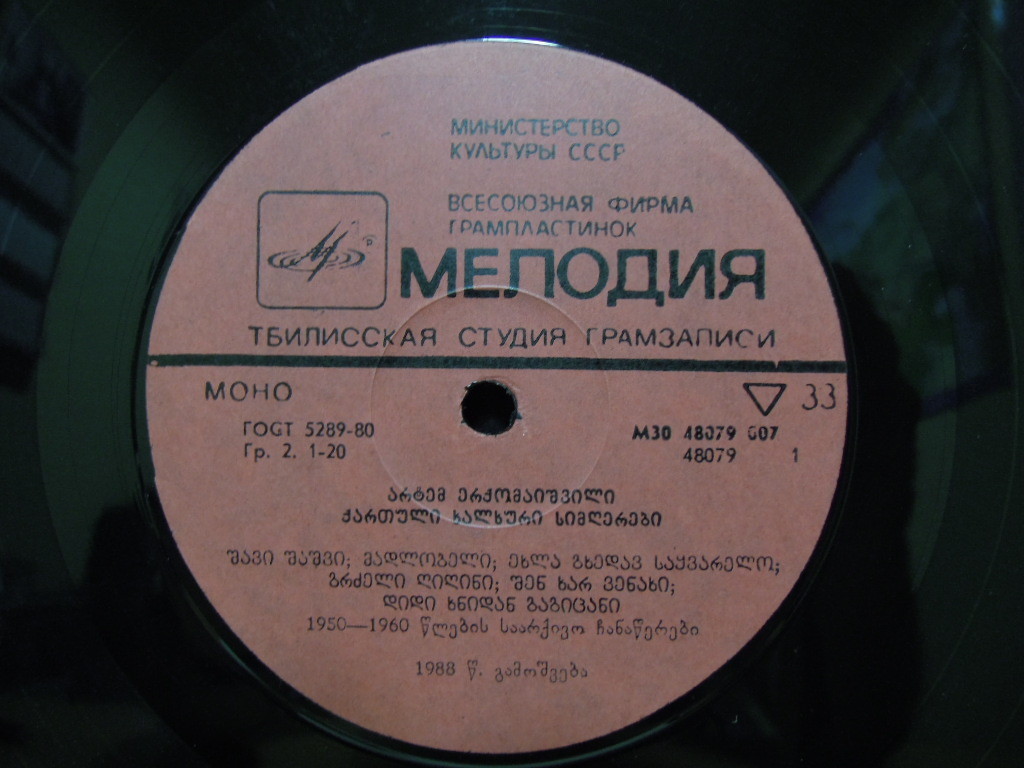 МИНИСТЕРСТВО
КУЛЬТУРЫ СССР
ВСЕСОЮЗНАЯ ФИРМА
ГРАМПЛАСТИНОК
МЕЛОДИЯ
ТБИЛИССКАЯ СТУДИЯ ГРАМЗАПИСИ
МОНО
33
ГОСТ 5289-80
М30 48079 007
Гр. 2. 1-20
48079 1
არტემ ერქომაიშვილი
ქართული ხალხური სიმღერები
შავი შაშვი; მადლობელი; ეხლა გხედავ საყვარელო;
გრძელი ღიღინი; შენ ხარ ვენახი;
დიდი ხნიდან გაგიცანი
1950—1960 წლების საარქივო ჩანაწერები
1988 წ. გამოშვება